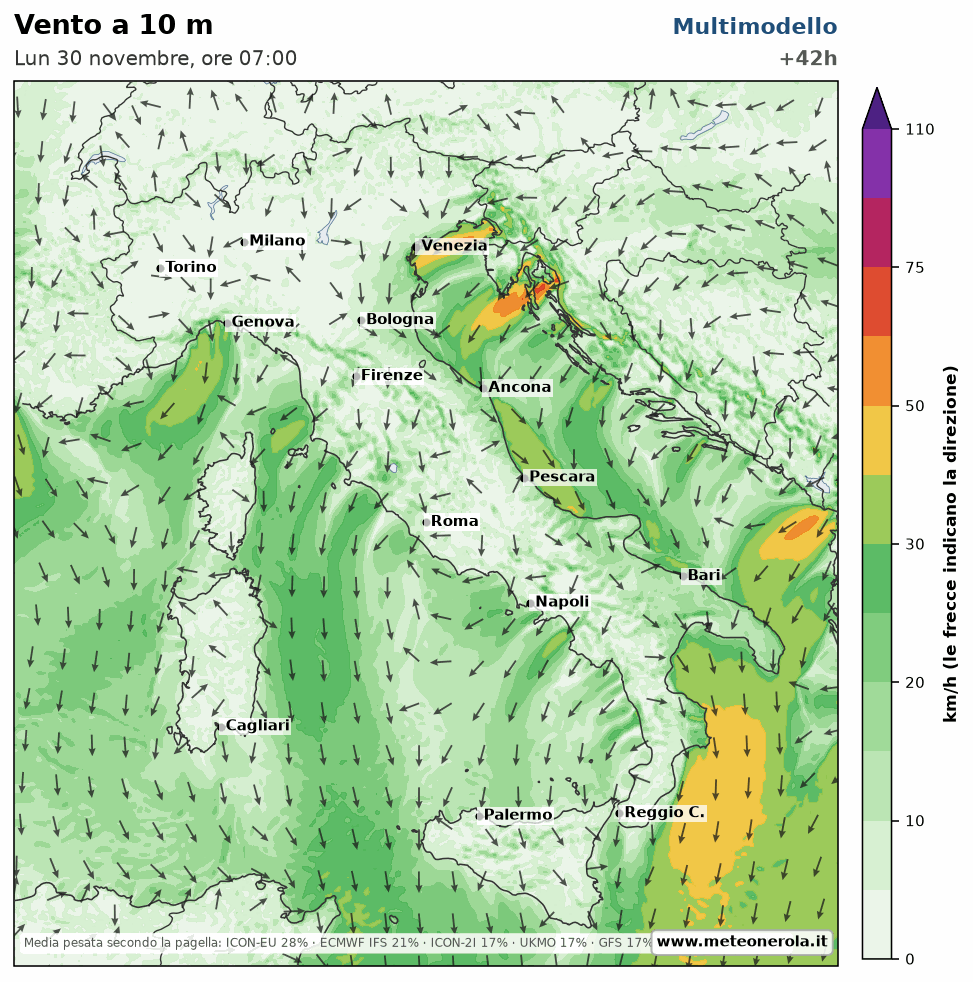 Vento a 10 m
Multimodello
Lun 30 novembre, ore 07:00
+42h
Milano
Torino
Venezia
Genova
Bologna
Firenze
Ancona
Pescara
Roma
Bari
Napoli
Cagliari
Palermo
Reggio C.
110
75
50
30
20
10
0
km/h (le frecce indicano la direzione)
Media pesata secondo la pagella: ICON-EU 28% · ECMWF IFS 21% · ICON-2I 17% · UKMO 17% · GFS 17%
www.meteonerola.it